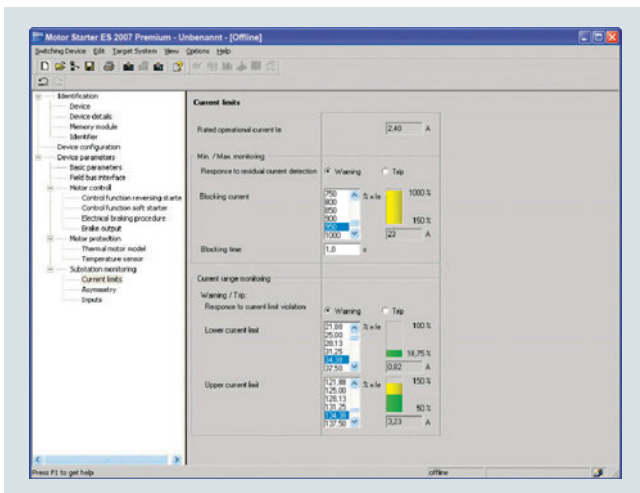 Motor Starter ES 2007 Premium - Unbenannt - [Offline]
Switching Device Edit Target System View Options Help
Identification
Device
Device details
Memory module
Identifier
Device configuration
Device parameters
Basic parameters
Field bus interface
Motor control
Control function reversing starte
Control function soft starter
Electrical braking procedure
Brake output
Motor protection
Thermal motor model
Temperature sensor
Substation monitoring
Current limits
Asymmetry
Inputs
Current limits
Rated operational current Ie 2,40 A
Min. / Max. monitoring
Response to residual current detection Warning Trip
Blocking current
750
800
850
900
950
1000
% x Ie
1000 %
150 %
23 A
Blocking time 1,0 s
Current range monitoring
Warning / Trip:
Response to current limit violation Warning Trip
Lower current limit
21,88
25,00
28,13
31,25
34,38
37,50
% x Ie
100 %
18,75 %
0,82 A
Upper current limit
121,88
125,00
128,13
131,25
134,38
137,50
% x Ie
150 %
50 %
3,23 A
Press F1 to get help.
offline